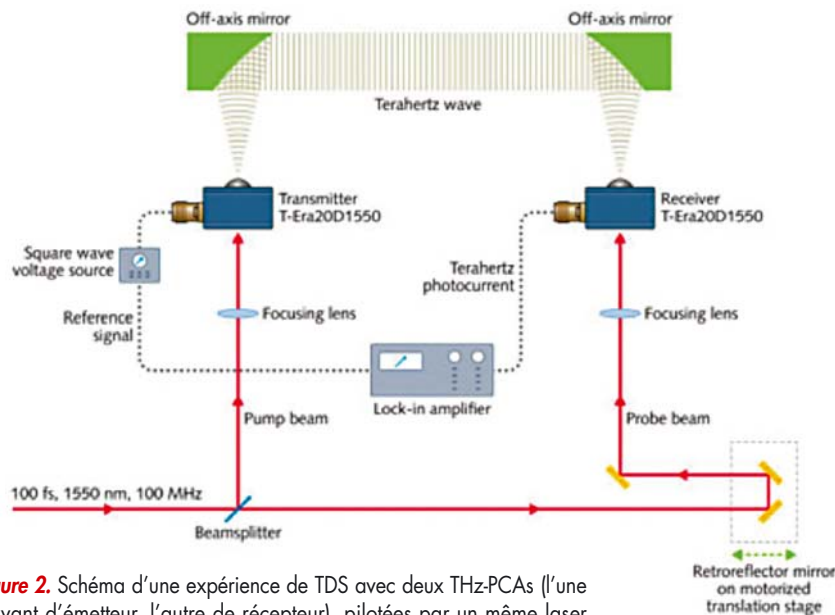 Off-axis mirror
Off-axis mirror
Terahertz wave
Transmitter
T-Era20D1550
Receiver
T-Era20D1550
Square wave
voltage source
Terahertz
photocurrent
Reference
signal
Focusing lens
Focusing lens
Lock-in amplifier
Pump beam
Probe beam
100 fs, 1550 nm, 100 MHz
Beamsplitter
Retroreflector mirror
on motorized
translation stage
ure 2. Schéma d'une expérience de TDS avec deux THz-PCAs (l'une
vant d'émetteur, l'autre de récepteur), pilotées par un même laser